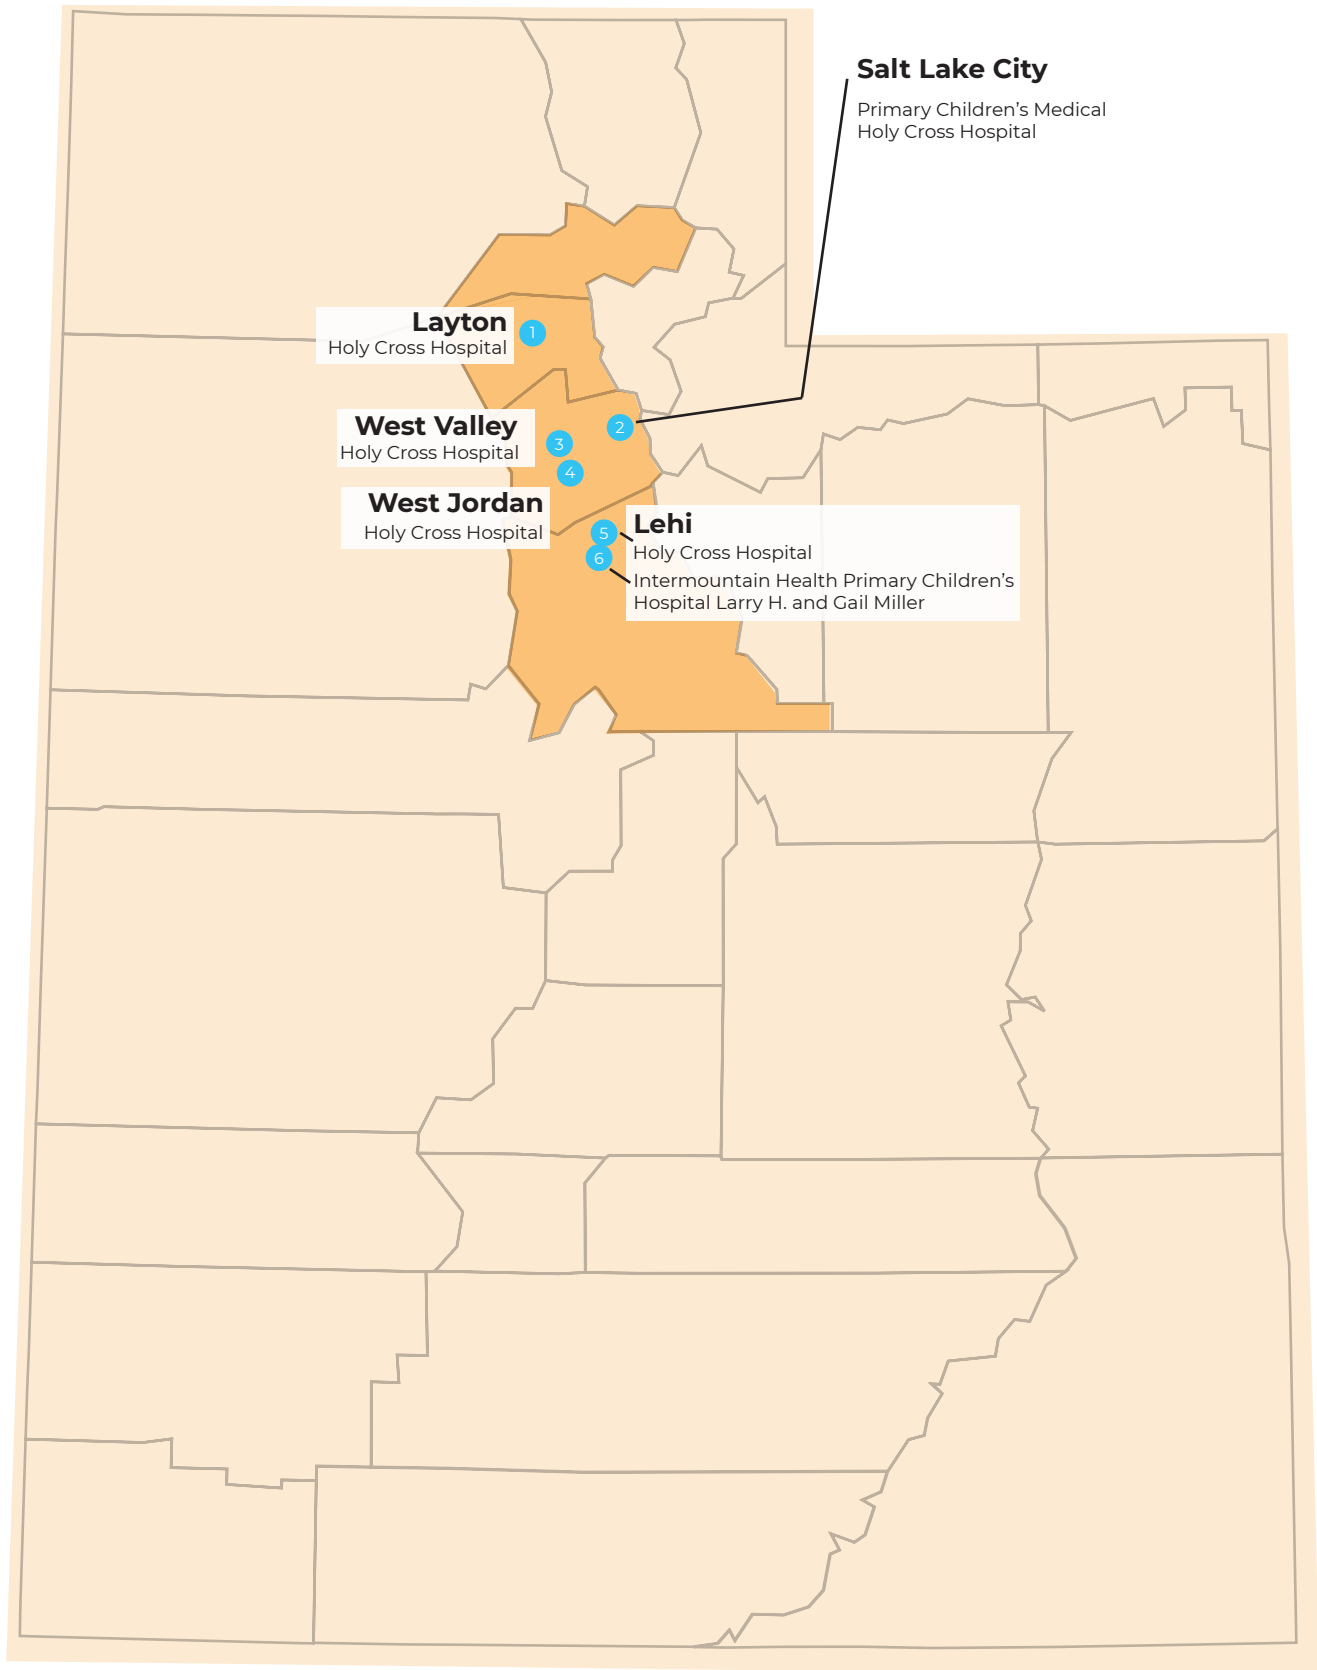 Salt Lake City
Primary Children’s Medical
Holy Cross Hospital
Layton
Holy Cross Hospital
1
West Valley
Holy Cross Hospital
2
3
4
West Jordan
Holy Cross Hospital
5
6
Lehi
Holy Cross Hospital
Intermountain Health Primary Children’s
Hospital Larry H. and Gail Miller